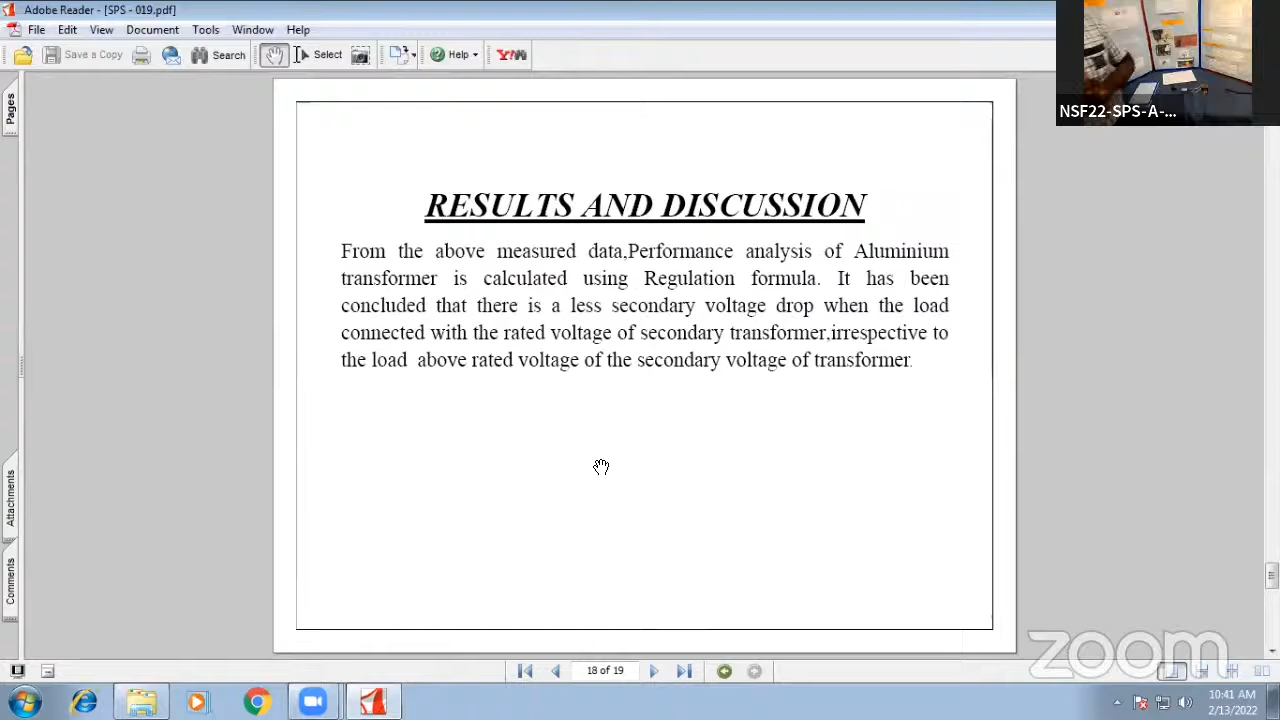 Adobe Reader - [SPS - 019.pdf]
File Edit View Document Tools Window Help
Save a Copy Search Select Help Y!
NSF22-SPS-A-...
Pages
RESULTS AND DISCUSSION
From the above measured data,Performance analysis of Aluminium
transformer is calculated using Regulation formula. It has been
concluded that there is a less secondary voltage drop when the load
connected with the rated voltage of secondary transformer,irrespective to
the load above rated voltage of the secondary voltage of transformer.
Attachments
Comments
zoom
18 of 19
10:41 AM
2/13/2022